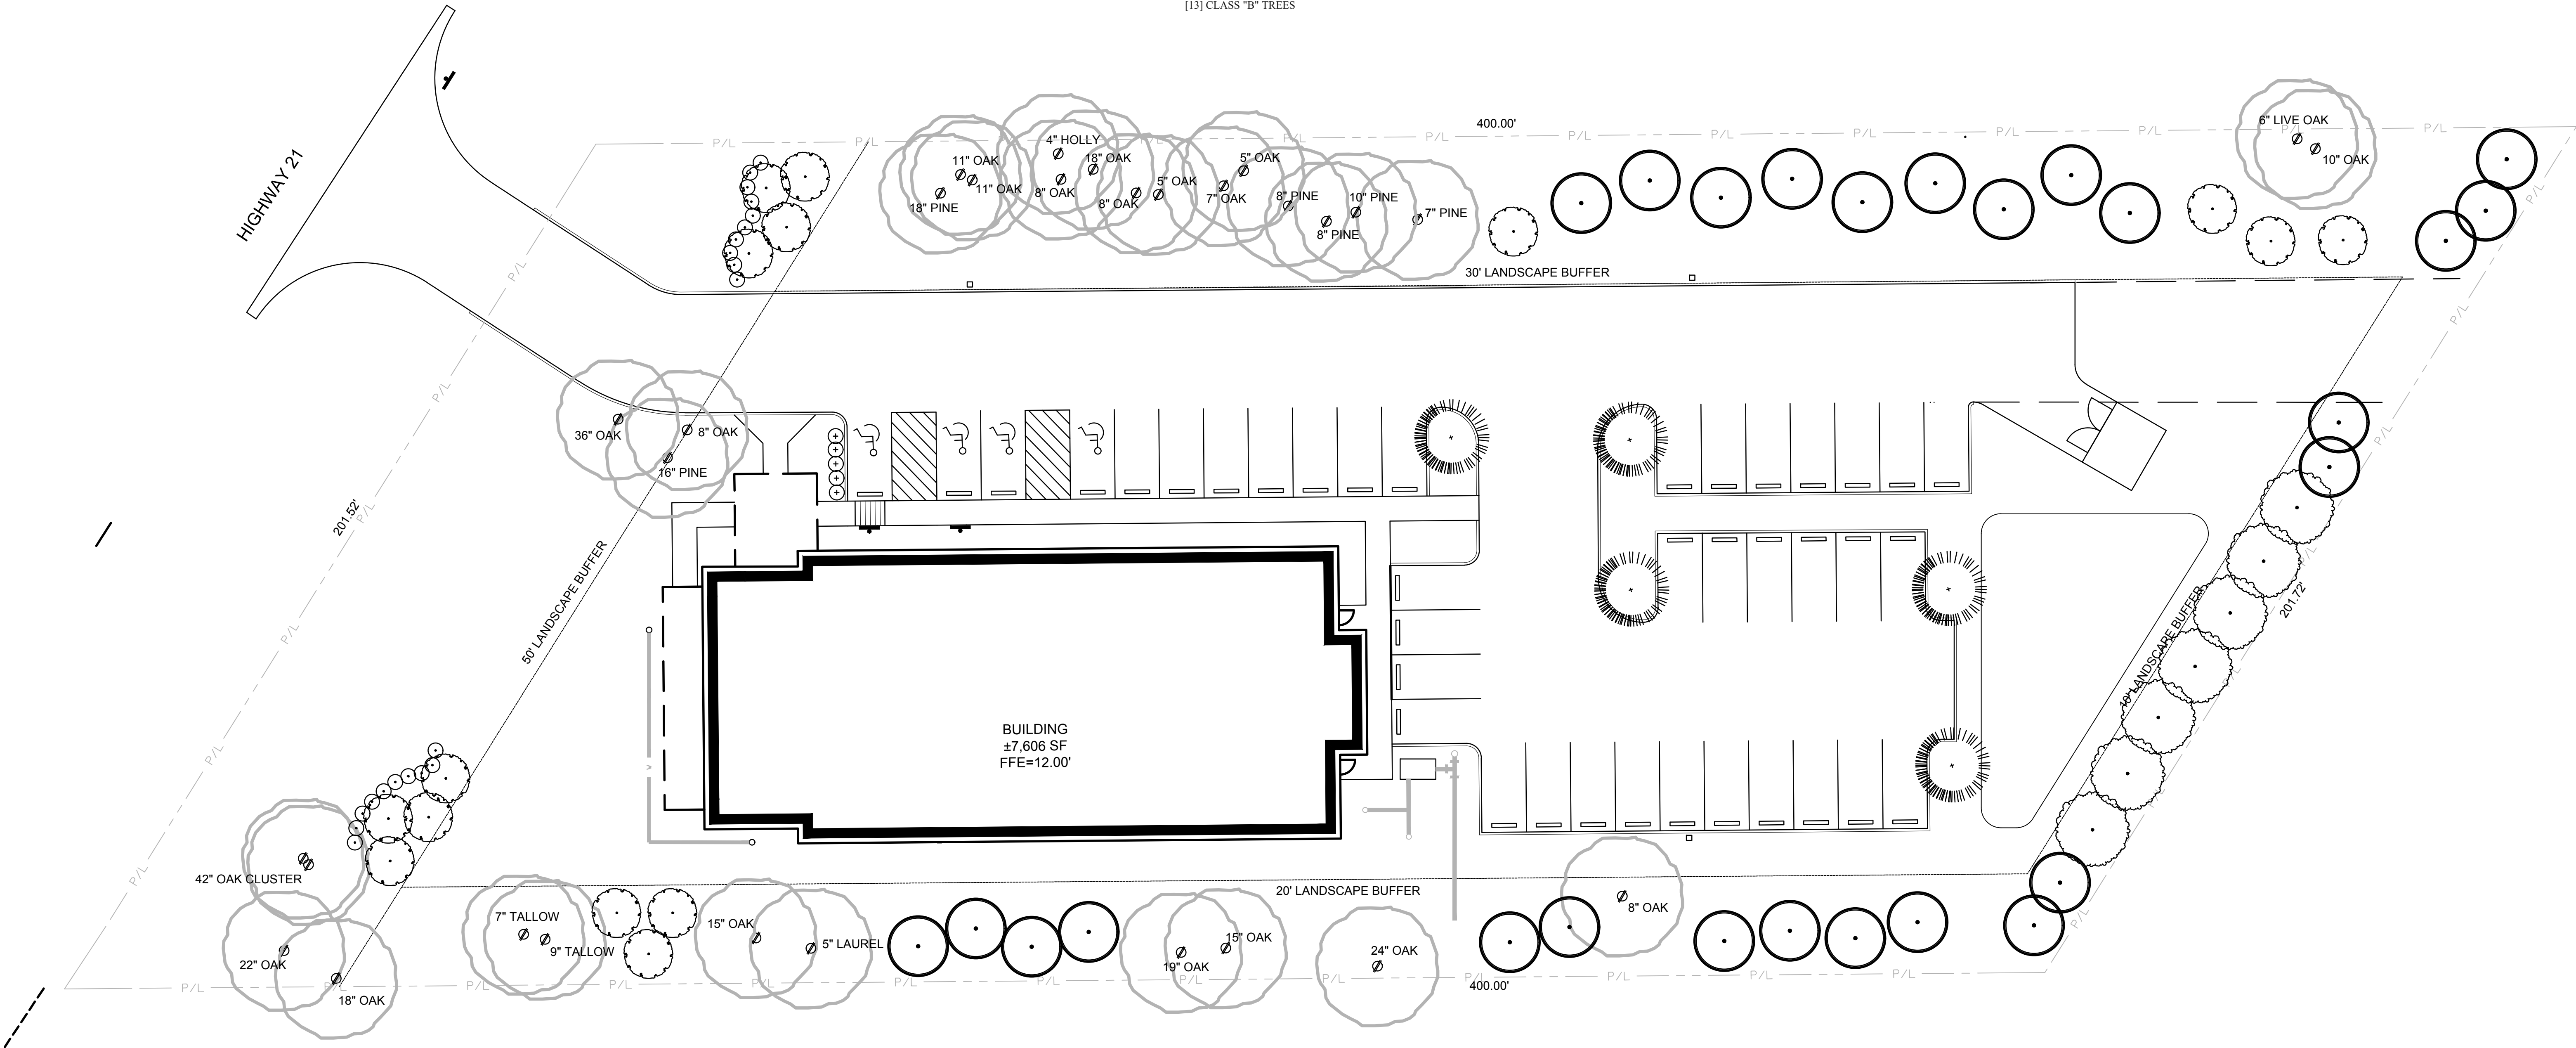 [13] CLASS "B" TREES
HIGHWAY 21
P/L
P/L
P/L
P/L
P/L
P/L
P/L
P/L
P/L
P/L
P/L
400.00'
6" LIVE OAK
10" OAK
4" HOLLY
11" OAK
18" OAK
5" OAK
11" OAK
8" OAK
5" OAK
18" PINE
8" OAK
7" OAK
8" PINE
10" PINE
7" PINE
8" PINE
30' LANDSCAPE BUFFER
P/L
P/L
P/L
P/L
P/L
P/L
P/L
P/L
P/L
P/L
P/L
P/L
P/L
P/L
36" OAK
8" OAK
16" PINE
201.52'
50' LANDSCAPE BUFFER
10' LANDSCAPE BUFFER
201.72'
BUILDING
±7,606 SF
FFE=12.00'
42" OAK CLUSTER
20' LANDSCAPE BUFFER
7" TALLOW
9" TALLOW
15" OAK
5" LAUREL
15" OAK
19" OAK
24" OAK
8" OAK
22" OAK
18" OAK
P/L
P/L
P/L
P/L
P/L
P/L
P/L
P/L
P/L
P/L
P/L
P/L
P/L
400.00'